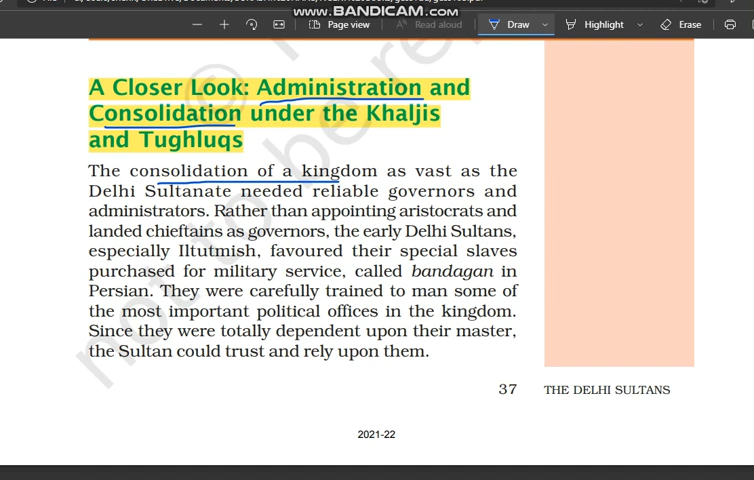 www.BANDICAM.com
Page view
Read aloud
Draw
Highlight
Erase
A Closer Look: Administration and
Consolidation under the Khaljis
and Tughluqs
The consolidation of a kingdom as vast as the
Delhi Sultanate needed reliable governors and
administrators. Rather than appointing aristocrats and
landed chieftains as governors, the early Delhi Sultans,
especially Iltutmish, favoured their special slaves
purchased for military service, called bandagan in
Persian. They were carefully trained to man some of
the most important political offices in the kingdom.
Since they were totally dependent upon their master,
the Sultan could trust and rely upon them.
37 THE DELHI SULTANS
2021-22
not to be re